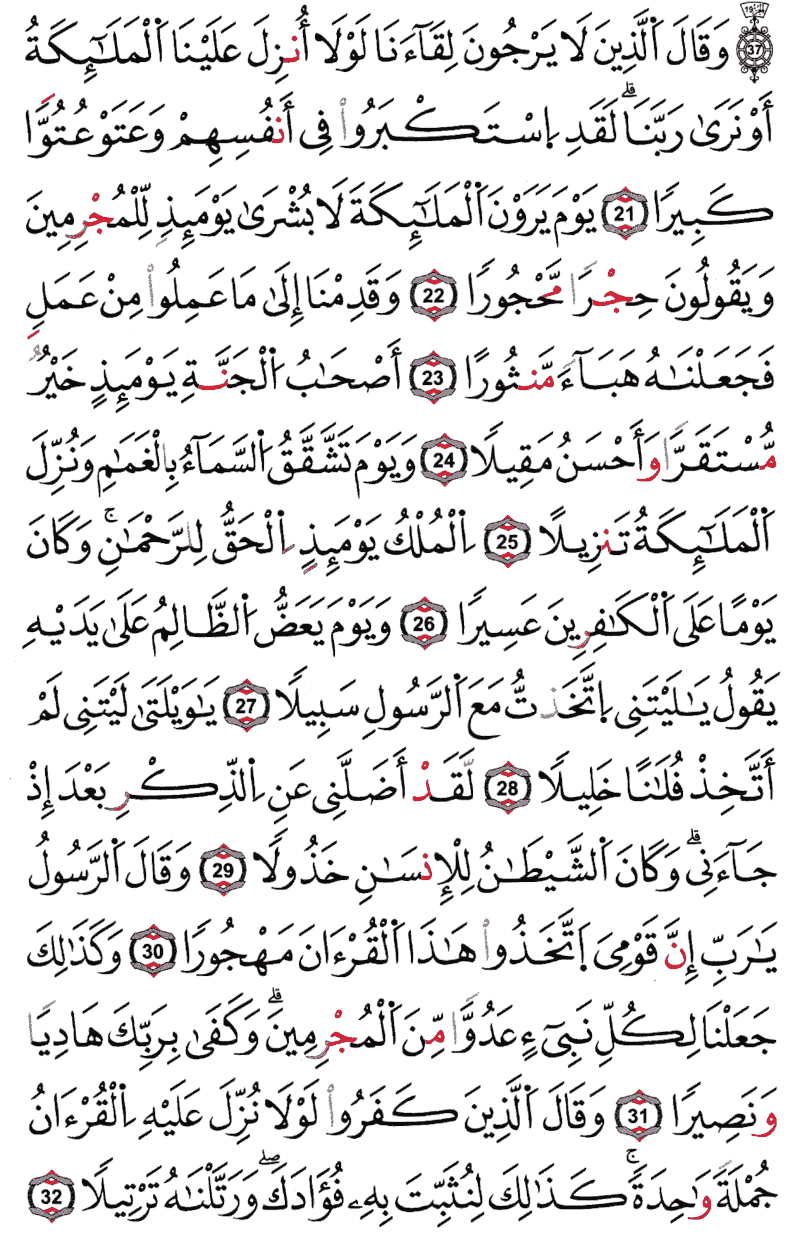 37 وَقَالَ ٱلَّذِينَ لَا يَرْجُونَ لِقَآءَنَا لَوْلَا أُنزِلَ عَلَيْنَا ٱلْمَلَـٰٓئِكَةُ
أَوْ نَرَىٰ رَبَّنَا ۗ لَقَدِ ٱسْتَكْبَرُوا۟ فِى أَنفُسِهِمْ وَعَتَوْ عُتُوًّا
كَبِيرًا 21 يَوْمَ يَرَوْنَ ٱلْمَلَـٰٓئِكَةَ لَا بُشْرَىٰ يَوْمَئِذٍ لِّلْمُجْرِمِينَ
وَيَقُولُونَ حِجْرًا مَّحْجُورًا 22 وَقَدِمْنَا إِلَىٰ مَا عَمِلُوا۟ مِنْ عَمَلٍ
فَجَعَلْنَـٰهُ هَبَآءً مَّنثُورًا 23 أَصْحَـٰبُ ٱلْجَنَّةِ يَوْمَئِذٍ خَيْرٌ
مُّسْتَقَرًّا وَأَحْسَنُ مَقِيلًا 24 وَيَوْمَ تَشَّقَّقُ ٱلسَّمَآءُ بِٱلْغَمَـٰمِ وَنُزِّلَ
ٱلْمَلَـٰٓئِكَةُ تَنزِيلًا 25 ٱلْمُلْكُ يَوْمَئِذٍ ٱلْحَقُّ لِلرَّحْمَـٰنِ ۚ وَكَانَ
يَوْمًا عَلَى ٱلْكَـٰفِرِينَ عَسِيرًا 26 وَيَوْمَ يَعَضُّ ٱلظَّـٰلِمُ عَلَىٰ يَدَيْهِ
يَقُولُ يَـٰلَيْتَنِى ٱتَّخَذتُّ مَعَ ٱلرَّسُولِ سَبِيلًا 27 يَـٰوَيْلَتَىٰ لَيْتَنِى لَمْ
أَتَّخِذْ فُلَـٰنًا خَلِيلًا 28 لَّقَدْ أَضَلَّنِى عَنِ ٱلذِّكْرِ بَعْدَ إِذْ
جَآءَنِى ۗ وَكَانَ ٱلشَّيْطَـٰنُ لِلْإِنسَـٰنِ خَذُولًا 29 وَقَالَ ٱلرَّسُولُ
يَـٰرَبِّ إِنَّ قَوْمِىَ ٱتَّخَذُوا۟ هَـٰذَا ٱلْقُرْءَانَ مَهْجُورًا 30 وَكَذَٰلِكَ
جَعَلْنَا لِكُلِّ نَبِىٓءٍ عَدُوًّا مِّنَ ٱلْمُجْرِمِينَ ۗ وَكَفَىٰ بِرَبِّكَ هَادِيًا
وَنَصِيرًا 31 وَقَالَ ٱلَّذِينَ كَفَرُوا۟ لَوْلَا نُزِّلَ عَلَيْهِ ٱلْقُرْءَانُ
جُمْلَةً وَٰحِدَةً ۚ كَذَٰلِكَ لِنُثَبِّتَ بِهِۦ فُؤَادَكَ ۖ وَرَتَّلْنَـٰهُ تَرْتِيلًا 32